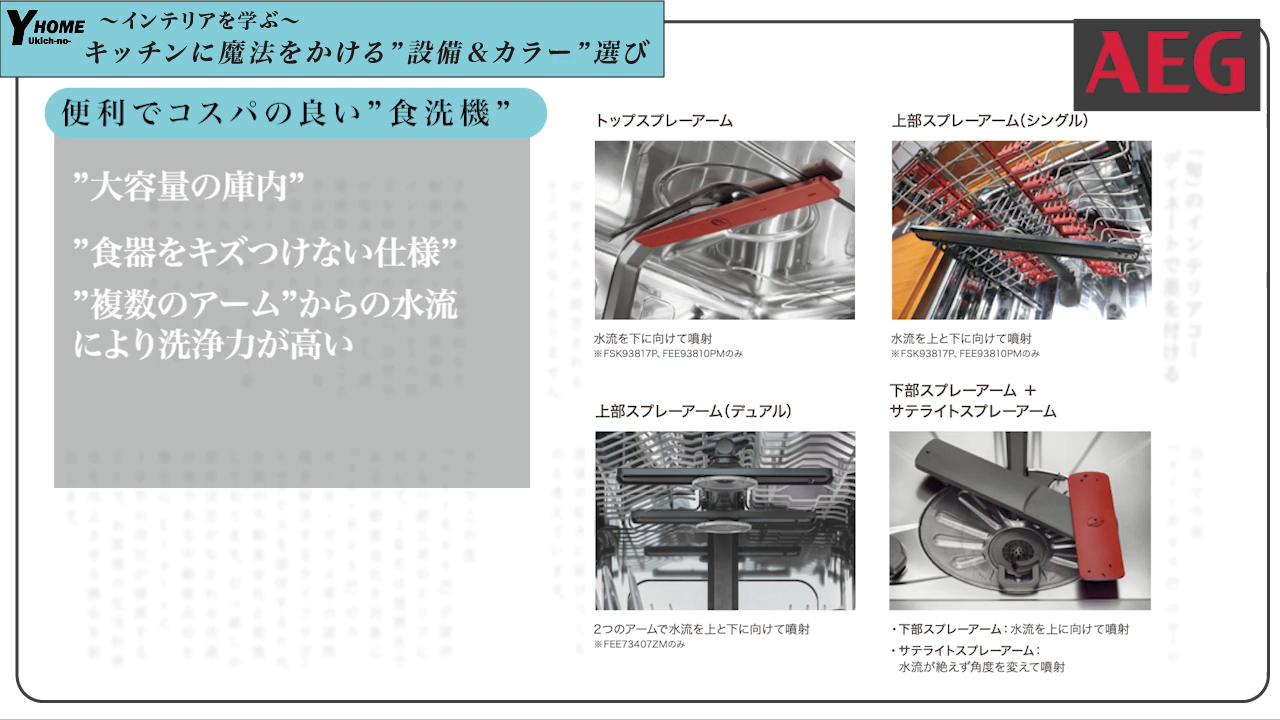 YHOME
Ukich-no-
～インテリアを学ぶ～
キッチンに魔法をかける”設備＆カラー”選び
AEG
便利でコスパの良い”食洗機”
”大容量の庫内”
”食器をキズつけない仕様”
”複数のアーム”からの水流
により洗浄力が高い
トップスプレーアーム
水流を下に向けて噴射
※FSK93817P、FEE93810PMのみ
上部スプレーアーム（シングル）
水流を上と下に向けて噴射
※FSK93817P、FEE93810PMのみ
上部スプレーアーム（デュアル）
2つのアームで水流を上と下に向けて噴射
※FEE73407ZMのみ
下部スプレーアーム ＋
サテライトスプレーアーム
・下部スプレーアーム：水流を上に向けて噴射
・サテライトスプレーアーム：
水流が絶えず角度を変えて噴射